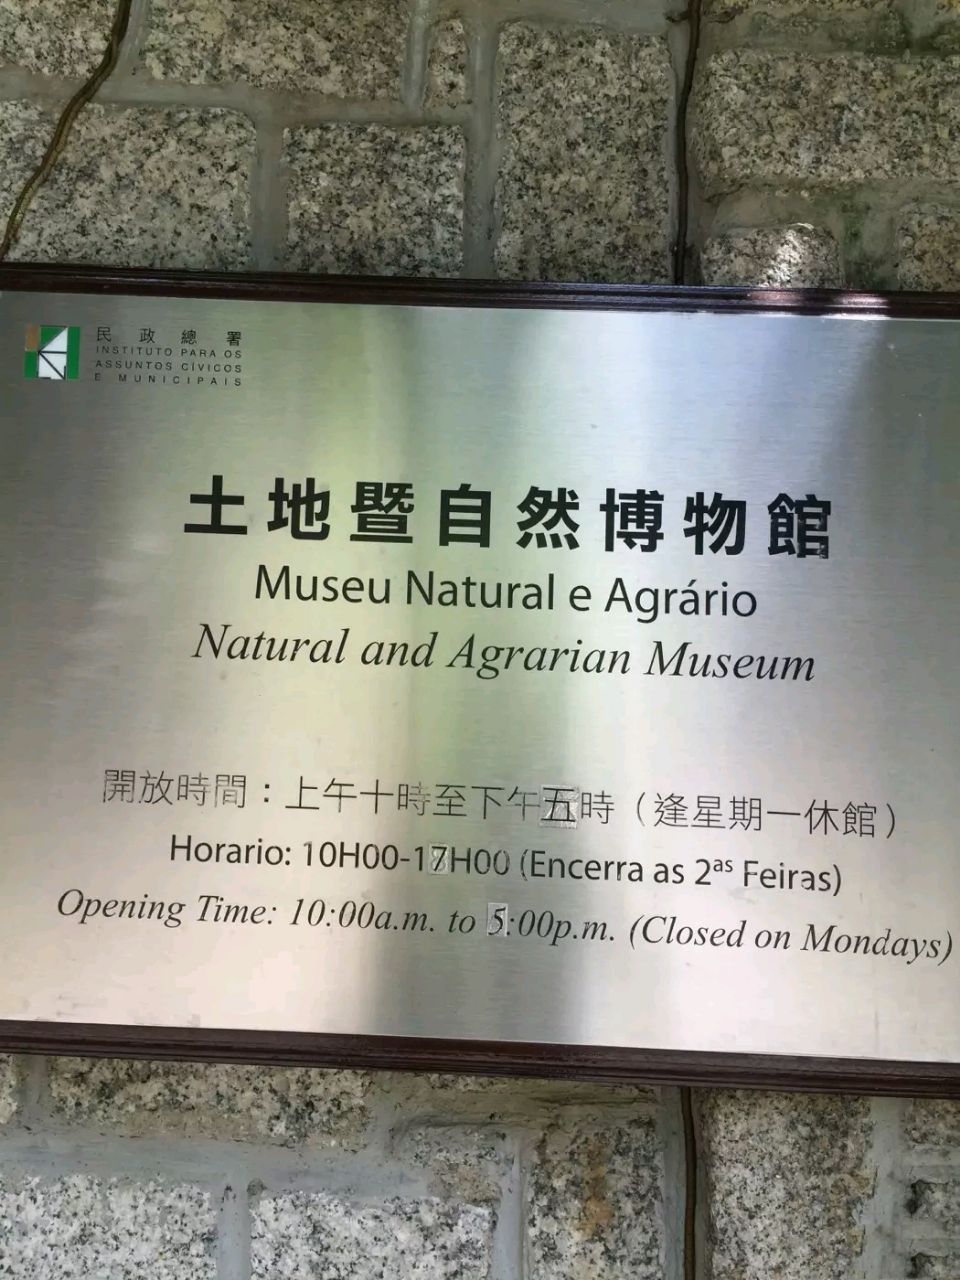 民政總署
INSTITUTO PARA OS
ASSUNTOS CÍVICOS
E MUNICIPAIS
土地暨自然博物館
Museu Natural e Agrário
Natural and Agrarian Museum
開放時間：上午十時至下午五時（逢星期一休館）
Horario: 10H00-17H00 (Encerra as 2as Feiras)
Opening Time: 10:00a.m. to 5:00p.m. (Closed on Mondays)